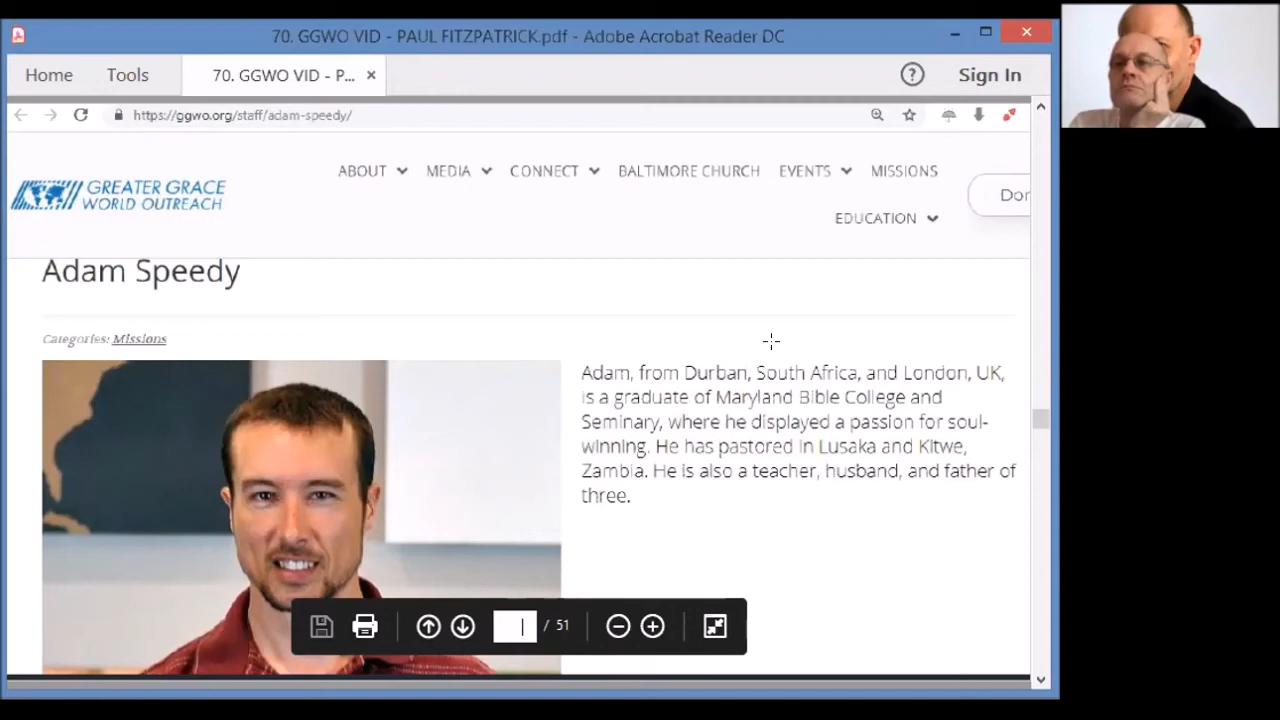 70. GGWO VID - PAUL FITZPATRICK.pdf - Adobe Acrobat Reader DC
Home Tools 70. GGWO VID - P... × ? Sign In
https://ggwo.org/staff/adam-speedy/
GREATER GRACE
WORLD OUTREACH
ABOUT MEDIA CONNECT BALTIMORE CHURCH EVENTS MISSIONS
Don
EDUCATION
Adam Speedy
Categories: Missions
Adam, from Durban, South Africa, and London, UK,
is a graduate of Maryland Bible College and
Seminary, where he displayed a passion for soul-
winning. He has pastored in Lusaka and Kitwe,
Zambia. He is also a teacher, husband, and father of
three.
/ 51